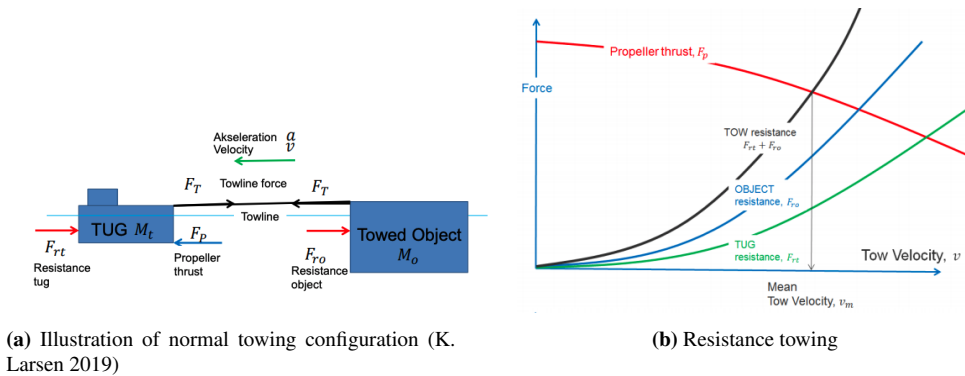 Akseleration a
Velocity v
F_T
Towline force
F_T
Towline
TUG M_t
F_P
F_rt
Resistance
tug
Propeller
thrust
F_ro
Resistance
object
Towed Object
M_o
(a) Illustration of normal towing configuration (K.
Larsen 2019)
Force
Propeller thrust, F_p
TOW resistance
F_rt + F_ro
OBJECT
resistance, F_ro
TUG
resistance, F_rt
Tow Velocity, v
Mean
Tow Velocity, v_m
(b) Resistance towing